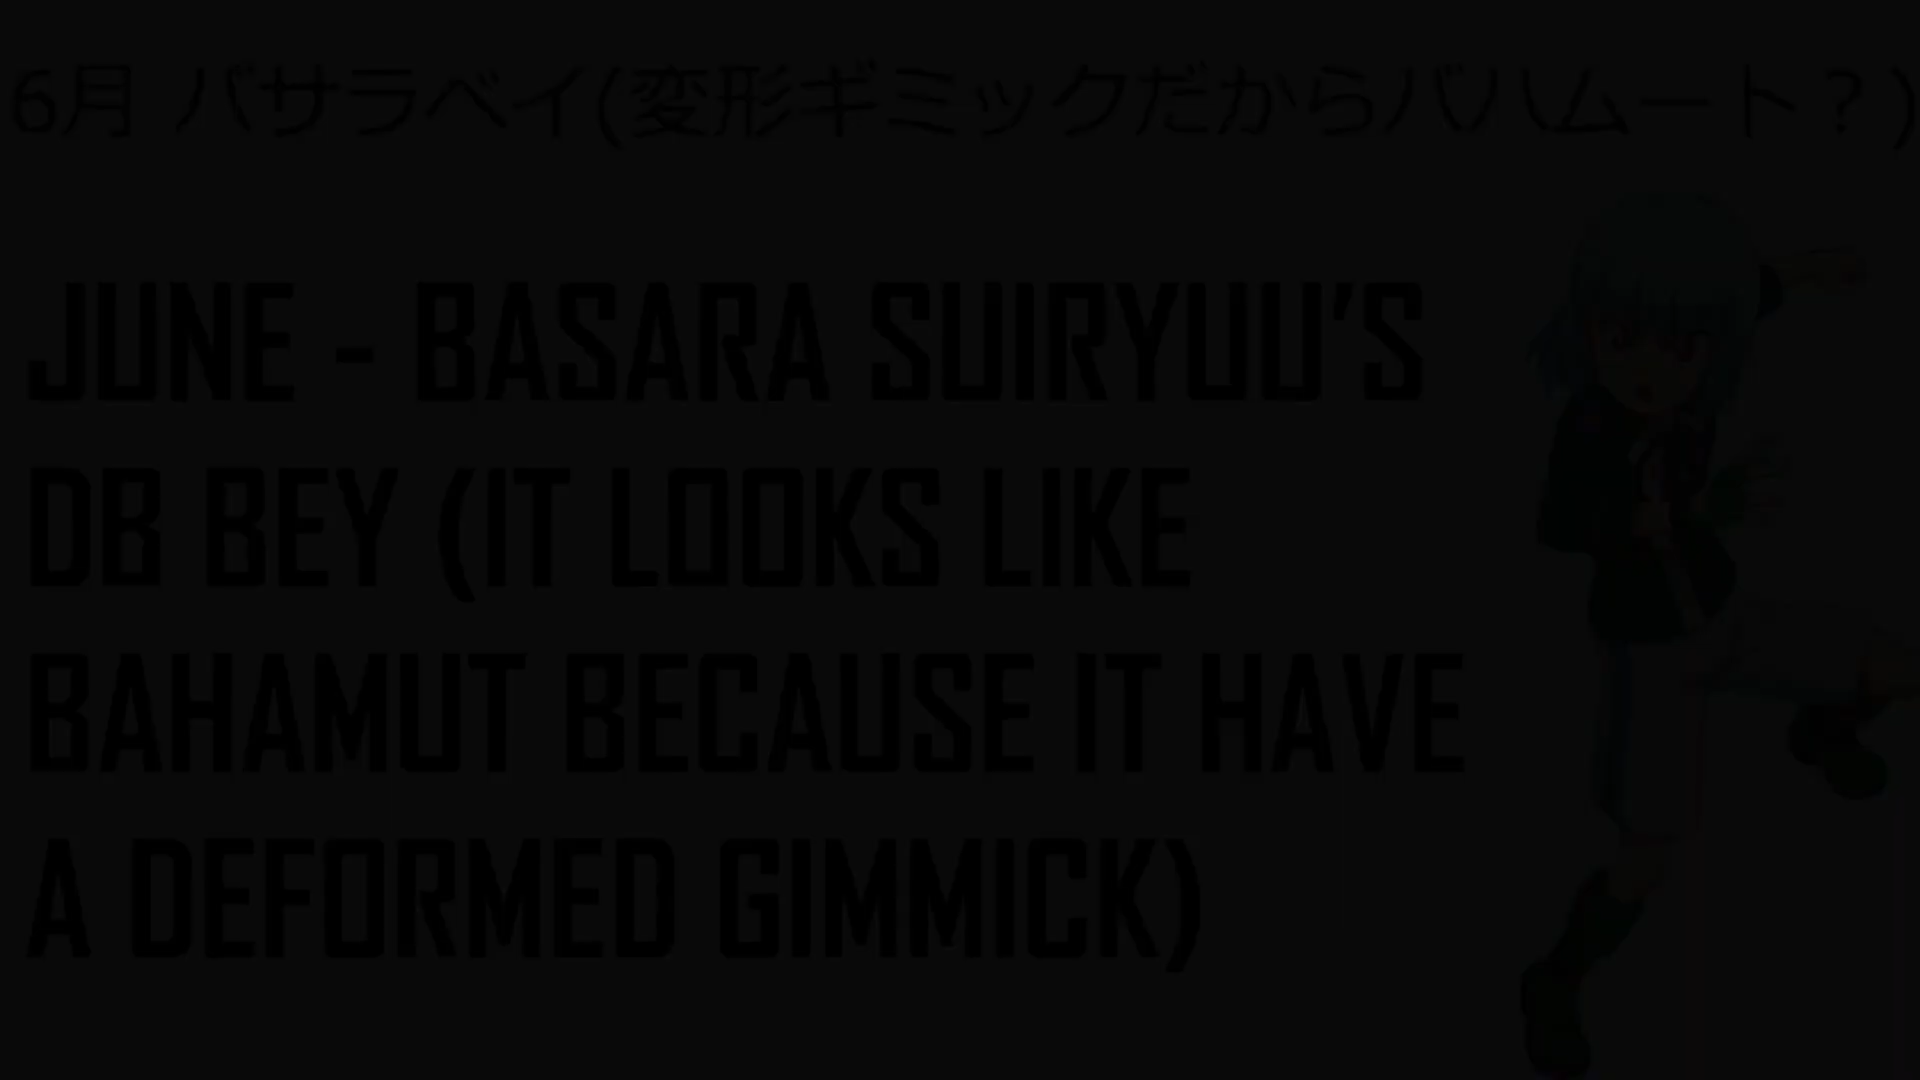 6月 バサラベイ(変形ギミックだからバハムート？)
JUNE - BASARA SUIRYUU'S
DB BEY (IT LOOKS LIKE
BAHAMUT BECAUSE IT HAVE
A DEFORMED GIMMICK)